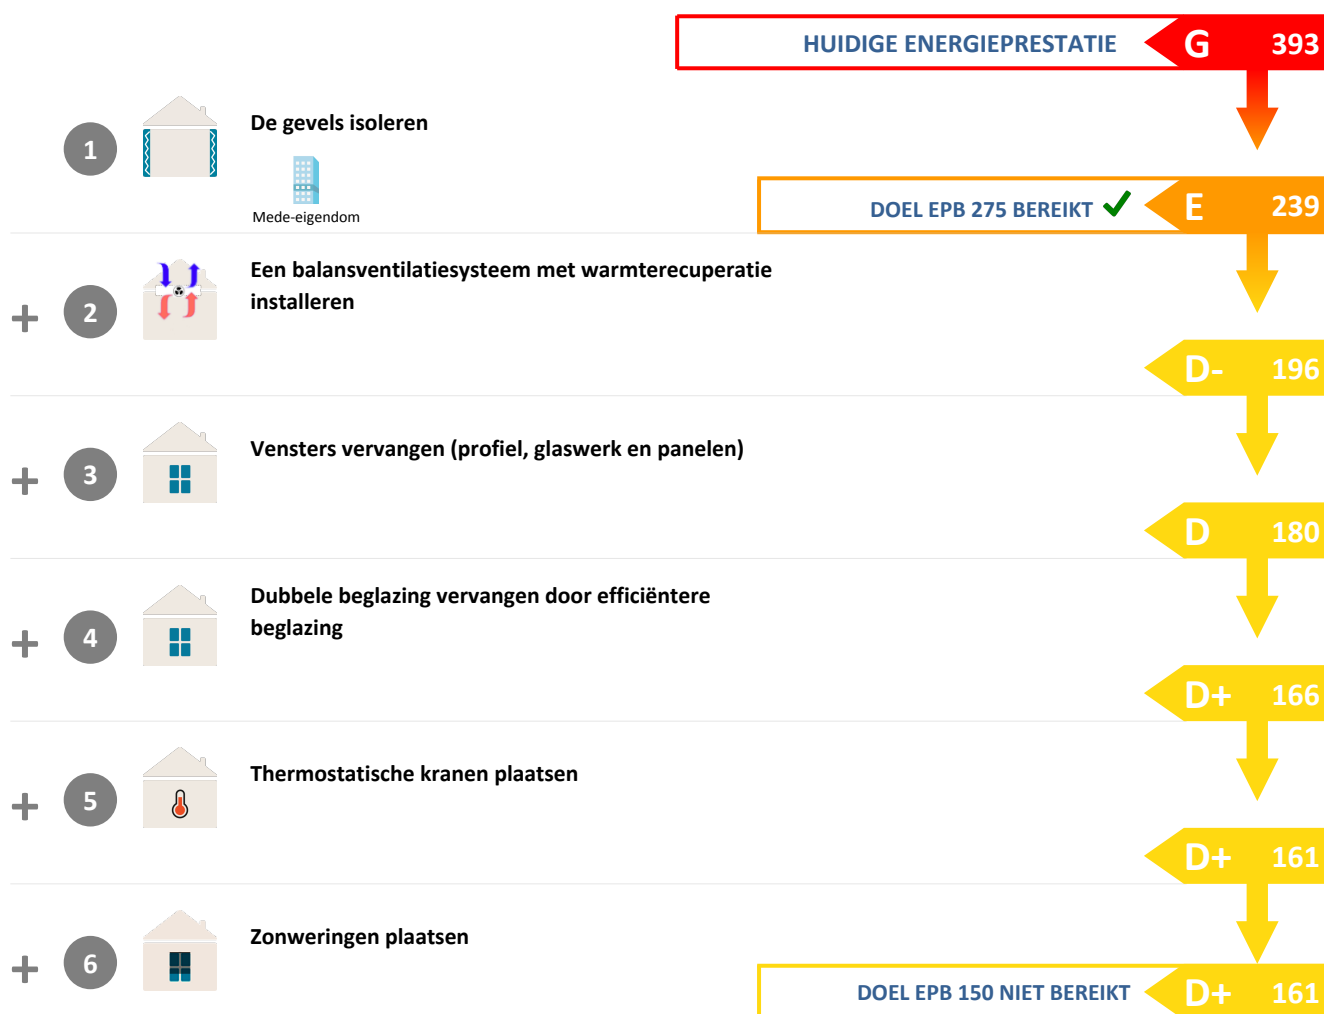 HUIDIGE ENERGIEPRESTATIE G 393
1 De gevels isoleren
Mede-eigendom
DOEL EPB 275 BEREIKT ✔ E 239
+ 2 Een balansventilatiesysteem met warmterecuperatie
installeren
D- 196
+ 3 Vensters vervangen (profiel, glaswerk en panelen)
D 180
+ 4 Dubbele beglazing vervangen door efficiëntere
beglazing
D+ 166
+ 5 Thermostatische kranen plaatsen
D+ 161
+ 6 Zonweringen plaatsen
DOEL EPB 150 NIET BEREIKT D+ 161